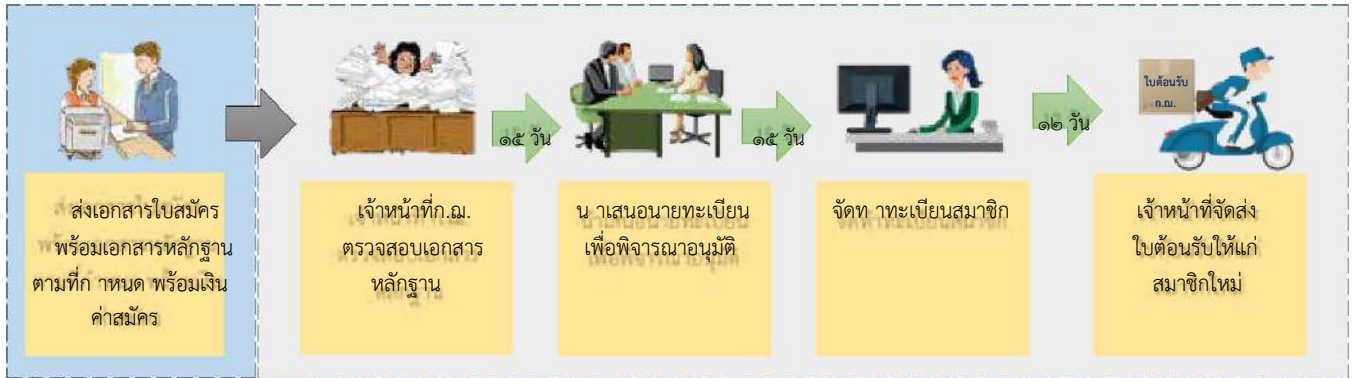 ใบต้อนรับ
ก.ฌ.
๑๕ วัน
๑๕ วัน
๑๒ วัน
ส่งเอกสารใบสมัคร
พร้อมเอกสารหลักฐาน
ตามที่ก าหนด พร้อมเงิน
ค่าสมัคร
เจ้าหน้าที่ก.ฌ.
ตรวจสอบเอกสาร
หลักฐาน
น าเสนอนายทะเบียน
เพื่อพิจารณาอนุมัติ
จัดท าทะเบียนสมาชิก
เจ้าหน้าที่จัดส่ง
ใบต้อนรับให้แก่
สมาชิกใหม่